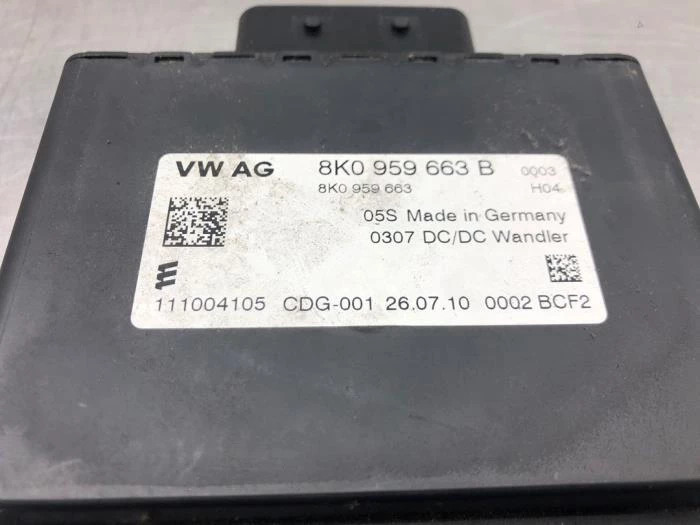 VW AG 8K0 959 663 B 0003
8K0 959 663 H04
05S Made in Germany
0307 DC/DC Wandler
111004105 CDG-001 26.07.10 0002 BCF2